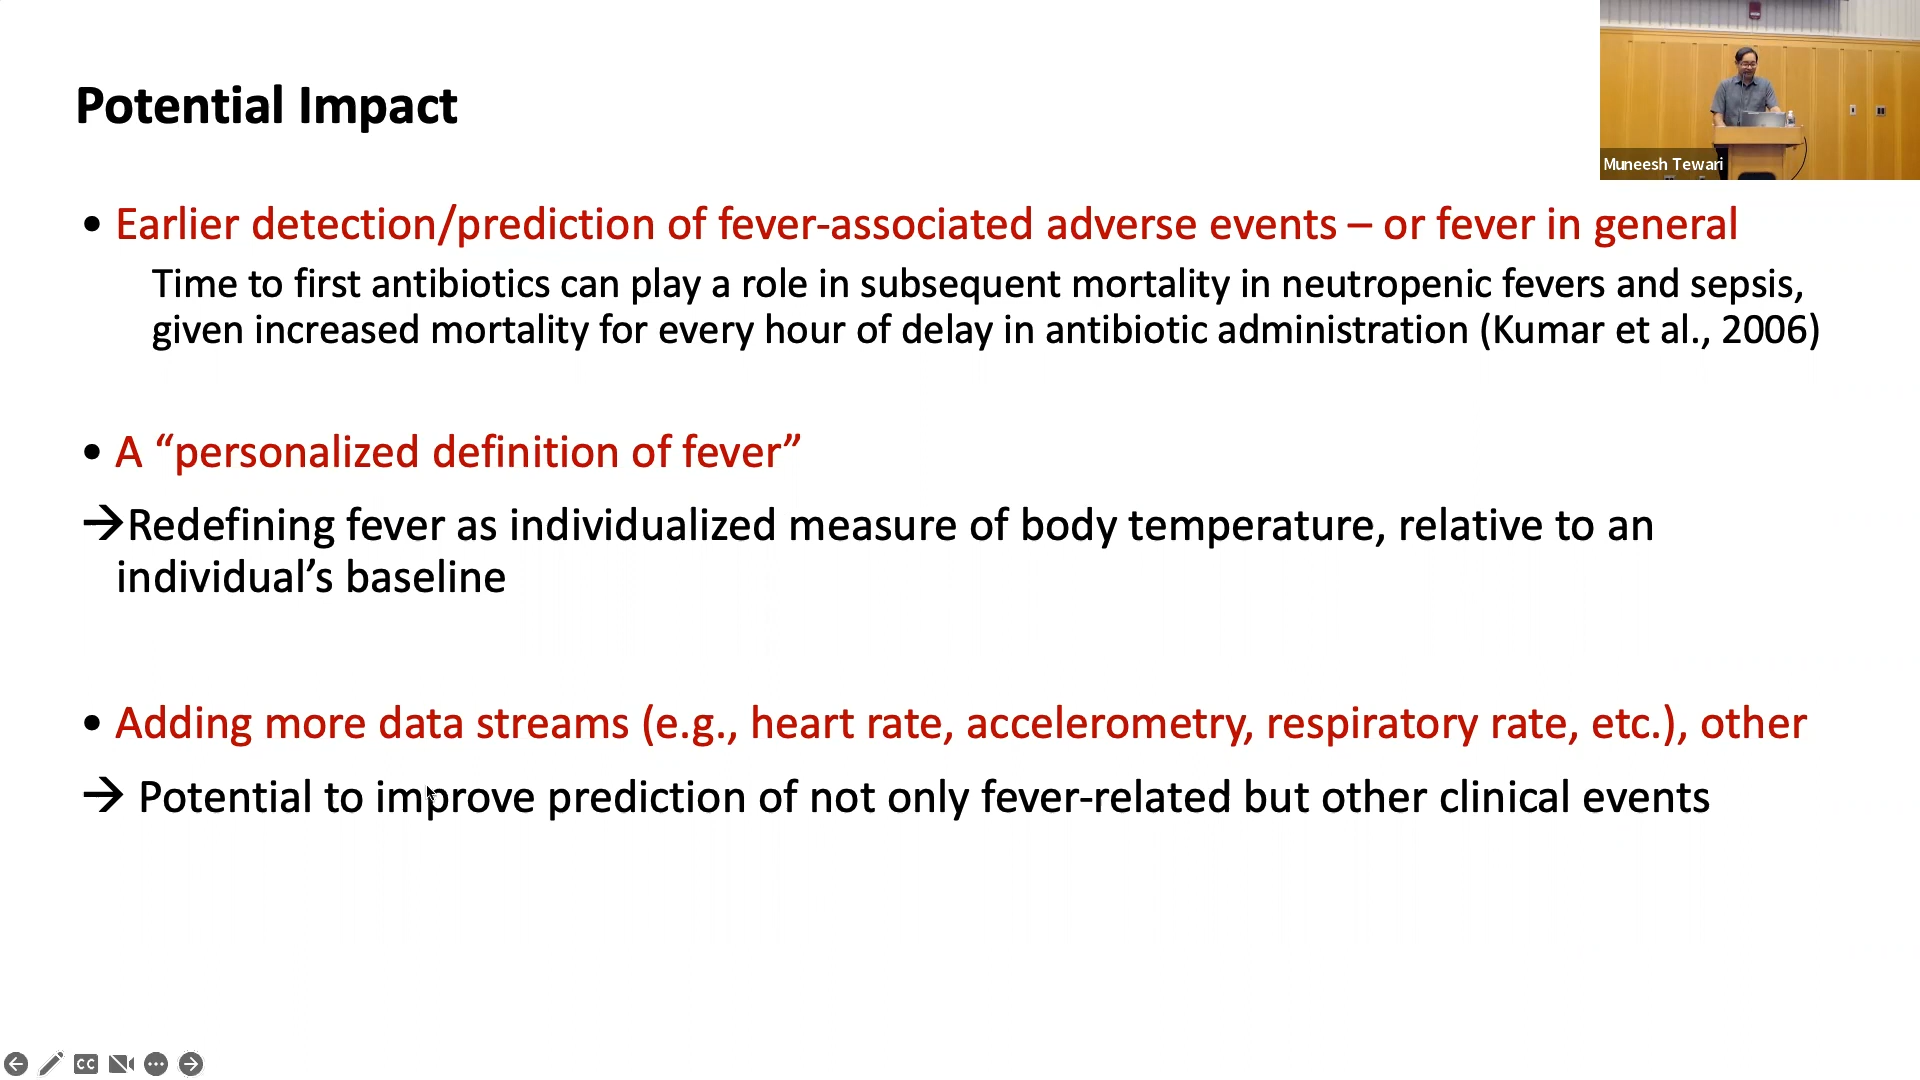 Potential Impact
Muneesh Tewari
• Earlier detection/prediction of fever-associated adverse events – or fever in general
Time to first antibiotics can play a role in subsequent mortality in neutropenic fevers and sepsis,
given increased mortality for every hour of delay in antibiotic administration (Kumar et al., 2006)
• A “personalized definition of fever”
→Redefining fever as individualized measure of body temperature, relative to an
individual’s baseline
• Adding more data streams (e.g., heart rate, accelerometry, respiratory rate, etc.), other
→ Potential to improve prediction of not only fever-related but other clinical events
CC